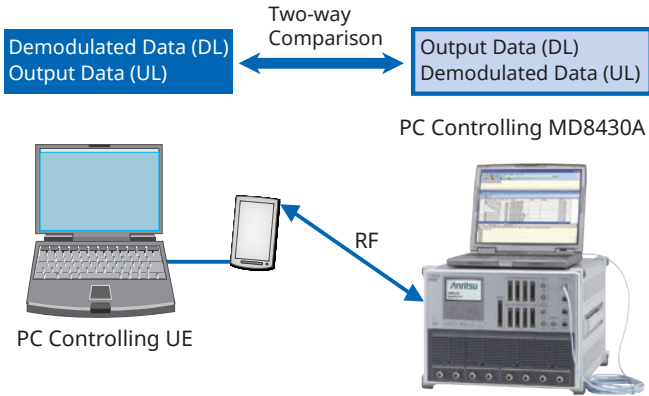 Two-way
Comparison
Demodulated Data (DL)
Output Data (UL)
Output Data (DL)
Demodulated Data (UL)
PC Controlling MD8430A
RF
Anritsu
PC Controlling UE